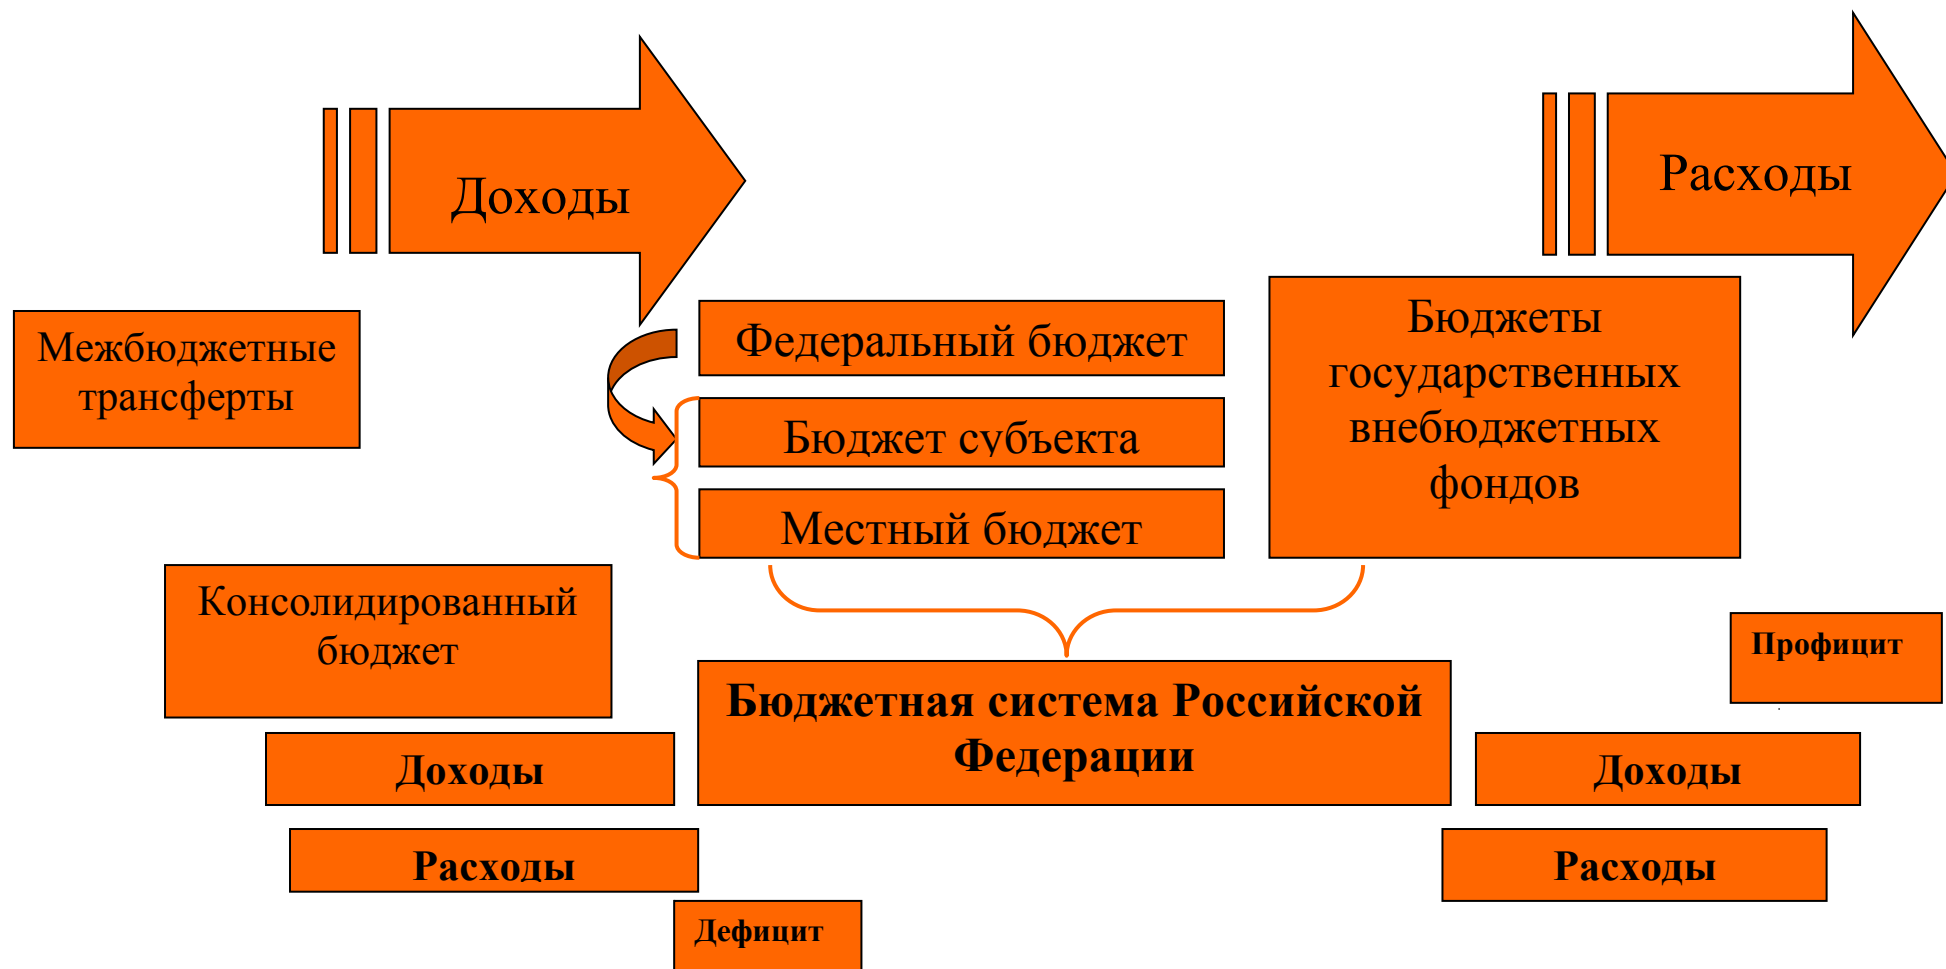 Доходы
Расходы
Межбюджетные
трансферты
Федеральный бюджет
Бюджет субъекта
Местный бюджет
Бюджеты
государственных
внебюджетных
фондов
Консолидированный
бюджет
Бюджетная система Российской
Федерации
Профицит
Доходы
Расходы
Доходы
Расходы
Дефицит